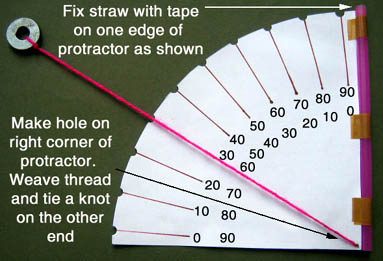 Fix straw with tape
on one edge of
protractor as shown
Make hole on
right corner of
protractor.
Weave thread
and tie a knot
on the other
end
90
80
70
60
50
40
30
20
10
0
0
10
20
30
40
50
60
70
80
90